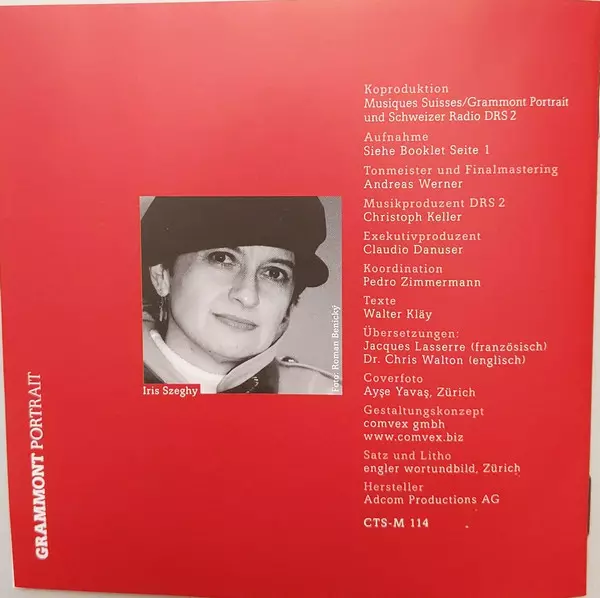 Koproduktion
Musiques Suisses/Grammont Portrait
und Schweizer Radio DRS 2
Aufnahme
Siehe Booklet Seite 1
Tonmeister und Finalmastering
Andreas Werner
Musikproduzent DRS 2
Christoph Keller
Exekutivproduzent
Claudio Danuser
Koordination
Pedro Zimmermann
Texte
Walter Kläy
Übersetzungen:
Jacques Lasserre (französisch)
Dr. Chris Walton (englisch)
Coverfoto
Ayşe Yavaş, Zürich
Gestaltungskonzept
comvex gmbh
www.comvex.biz
Satz und Litho
engler wortundbild, Zürich
Hersteller
Adcom Productions AG
CTS-M 114
Iris Szeghy
Foto: Roman Benický
GRAMMONT PORTRAIT